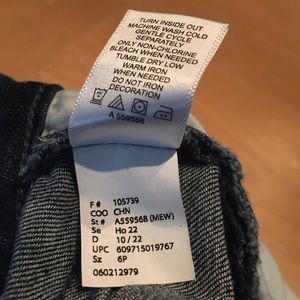 TURN INSIDE OUT
MACHINE WASH COLD
GENTLE CYCLE
SEPARATELY
ONLY NON-CHLORINE
BLEACH WHEN NEEDED
TUMBLE DRY LOW
WARM IRON
WHEN NEEDED
DO NOT IRON
DECORATION
A 559568
F # 105739
COO CHN
St # A559568 (MEW)
Se Ho 22
D 10 / 22
UPC 609715019767
Sz 6P
060212979